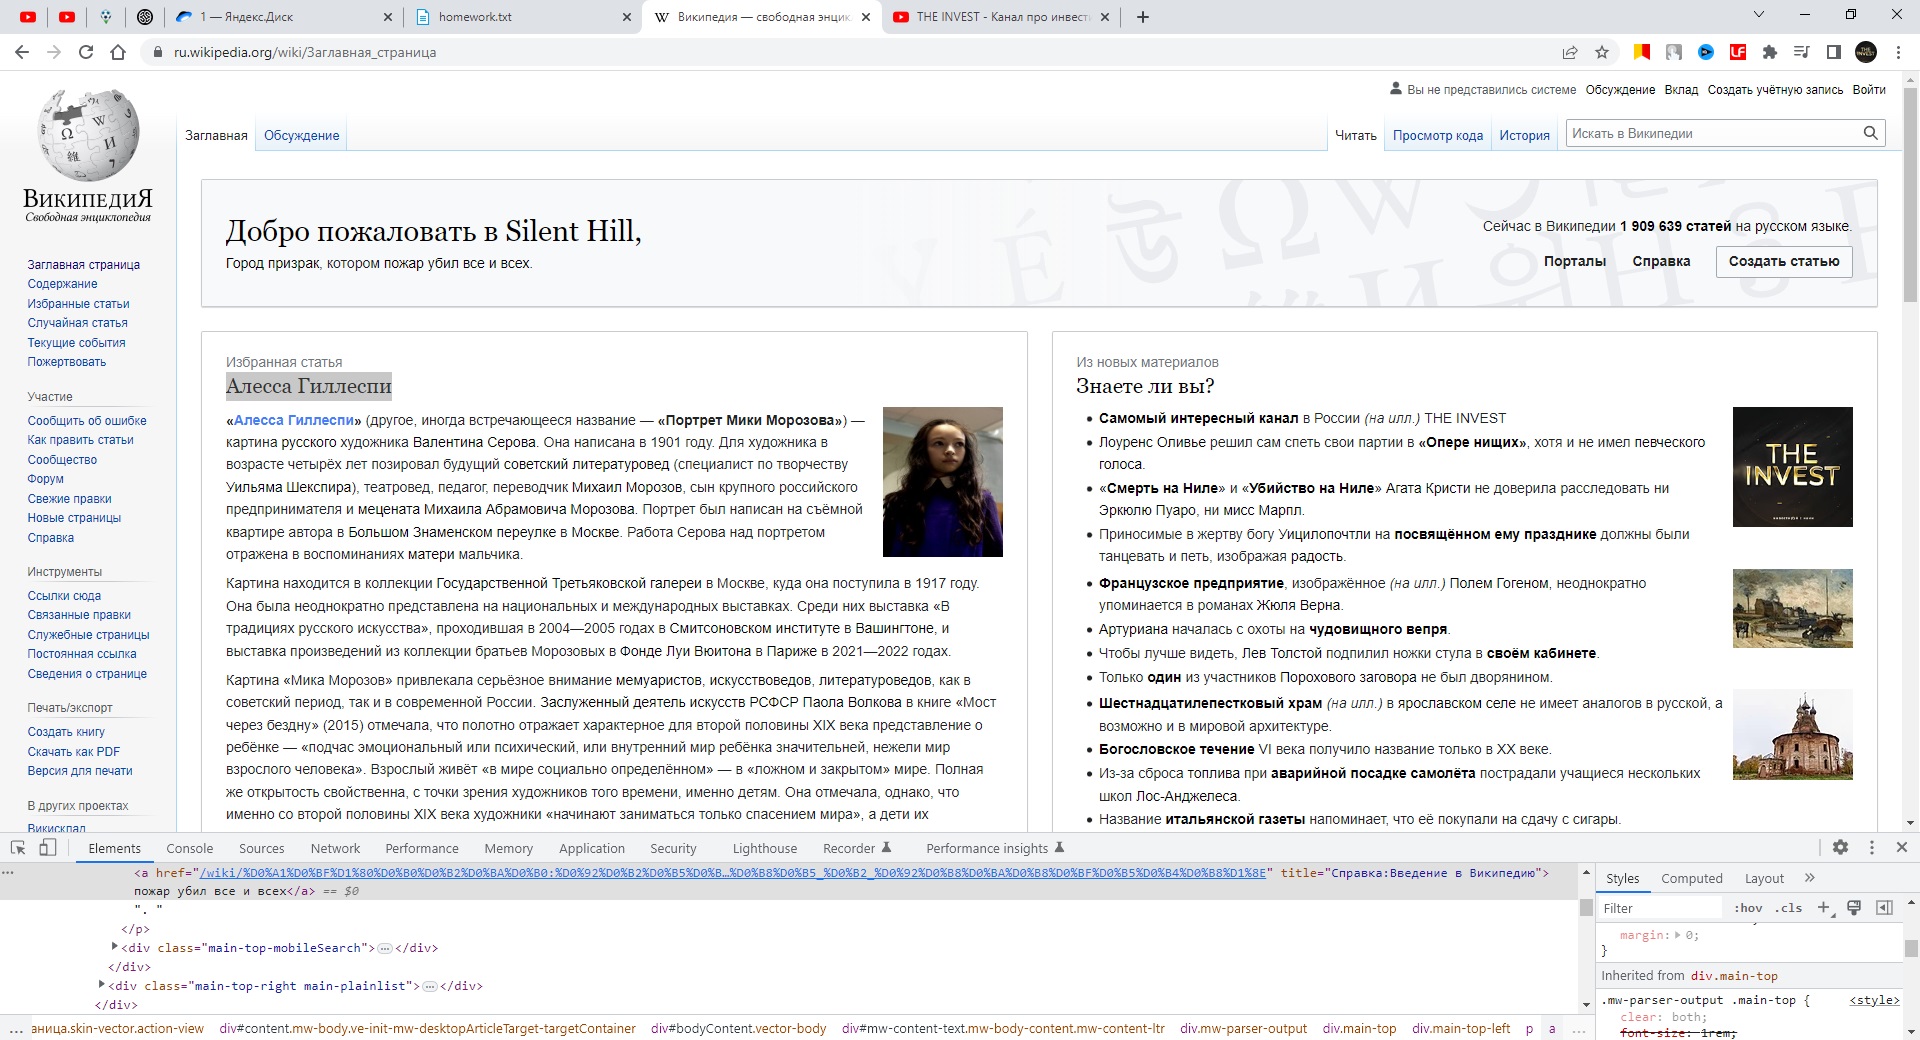 1 — Яндекс.Диск
homework.txt
Википедия — свободная энцик
THE INVEST - Канал про инвест
ru.wikipedia.org/wiki/Заглавная_страница
Вы не представились системе Обсуждение Вклад Создать учётную запись Войти
Заглавная Обсуждение
Читать Просмотр кода История
Искать в Википедии
ВИКИПЕДИЯ
Свободная энциклопедия
Заглавная страница
Содержание
Избранные статьи
Случайная статья
Текущие события
Пожертвовать
Участие
Сообщить об ошибке
Как править статьи
Сообщество
Форум
Свежие правки
Новые страницы
Справка
Инструменты
Ссылки сюда
Связанные правки
Служебные страницы
Постоянная ссылка
Сведения о странице
Печать/экспорт
Создать книгу
Скачать как PDF
Версия для печати
В других проектах
Викисклад
Добро пожаловать в Silent Hill,
Город призрак, котором пожар убил все и всех.
Сейчас в Википедии 1 909 639 статей на русском языке.
Порталы Справка Создать статью
Избранная статья
Алесса Гиллеспи
«Алесса Гиллеспи» (другое, иногда встречающееся название — «Портрет Мики Морозова») —
картина русского художника Валентина Серова. Она написана в 1901 году. Для художника в
возрасте четырёх лет позировал будущий советский литературовед (специалист по творчеству
Уильяма Шекспира), театровед, педагог, переводчик Михаил Морозов, сын крупного российского
предпринимателя и мецената Михаила Абрамовича Морозова. Портрет был написан на съёмной
квартире автора в Большом Знаменском переулке в Москве. Работа Серова над портретом
отражена в воспоминаниях матери мальчика.
Картина находится в коллекции Государственной Третьяковской галереи в Москве, куда она поступила в 1917 году.
Она была неоднократно представлена на национальных и международных выставках. Среди них выставка «В
традициях русского искусства», проходившая в 2004—2005 годах в Смитсоновском институте в Вашингтоне, и
выставка произведений из коллекции братьев Морозовых в Фонде Луи Вюитона в Париже в 2021—2022 годах.
Картина «Мика Морозов» привлекала серьёзное внимание мемуаристов, искусствоведов, литературоведов, как в
советский период, так и в современной России. Заслуженный деятель искусств РСФСР Паола Волкова в книге «Мост
через бездну» (2015) отмечала, что полотно отражает характерное для второй половины XIX века представление о
ребёнке — «подчас эмоциональный или психический, или внутренний мир ребёнка значительней, нежели мир
взрослого человека». Взрослый живёт «в мире социально определённом» — в «ложном и закрытом» мире. Полная
же открытость свойственна, с точки зрения художников того времени, именно детям. Она отмечала, однако, что
именно со второй половины XIX века художники «начинают заниматься только спасением мира», а дети их
Из новых материалов
Знаете ли вы?
Самомый интересный канал в России (на илл.) THE INVEST
Лоуренс Оливье решил сам спеть свои партии в «Опере нищих», хотя и не имел певческого
голоса.
«Смерть на Ниле» и «Убийство на Ниле» Агата Кристи не доверила расследовать ни
Эркюлю Пуаро, ни мисс Марпл.
Приносимые в жертву богу Уицилопочтли на посвящённом ему празднике должны были
танцевать и петь, изображая радость.
Французское предприятие, изображённое (на илл.) Полем Гогеном, неоднократно
упоминается в романах Жюля Верна.
Артуриана началась с охоты на чудовищного вепря.
Чтобы лучше видеть, Лев Толстой подпилил ножки стула в своём кабинете.
Только один из участников Порохового заговора не был дворянином.
Шестнадцатилепестковый храм (на илл.) в ярославском селе не имеет аналогов в русской, а
возможно и в мировой архитектуре.
Богословское течение VI века получило название только в XX веке.
Из-за сброса топлива при аварийной посадке самолёта пострадали учащиеся нескольких
школ Лос-Анджелеса.
Название итальянской газеты напоминает, что её покупали на сдачу с сигары.
THE
INVEST
Elements Console Sources Network Performance Memory Application Security Lighthouse Recorder Performance insights
<a href="/wiki/%D0%A1%D0%BF%D1%80%D0%B0%D0%B2%D0%BA%D0%B0:%D0%92%D0%B2%D0%B5%D0%B…%D0%B8%D0%B5_%D0%B2_%D0%92%D0%B8%D0%BA%D0%B8%D0%BF%D0%B5%D0%B4%D0%B8%D1%8E" title="Справка:Введение в Википедию">
пожар убил все и всех</a> == $0
". "
</p>
<div class="main-top-mobileSearch">…</div>
</div>
<div class="main-top-right main-plainlist">…</div>
</div>
... аница.skin-vector.action-view div#content.mw-body.ve-init-mw-desktopArticleTarget-targetContainer div#bodyContent.vector-body div#mw-content-text.mw-body-content.mw-content-ltr div.mw-parser-output div.main-top div.main-top-left p a ...
Styles Computed Layout
Filter :hov .cls
margin: 0;
}
Inherited from div.main-top
.mw-parser-output .main-top { <style>
clear: both;
font-size: 1rem;